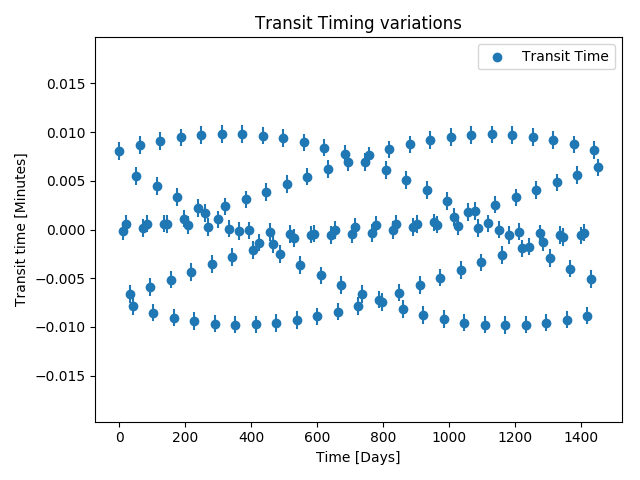 Transit Timing variations
Transit Time
Transit time [Minutes]
0.015
0.010
0.005
0.000
−0.005
−0.010
−0.015
0 200 400 600 800 1000 1200 1400
Time [Days]